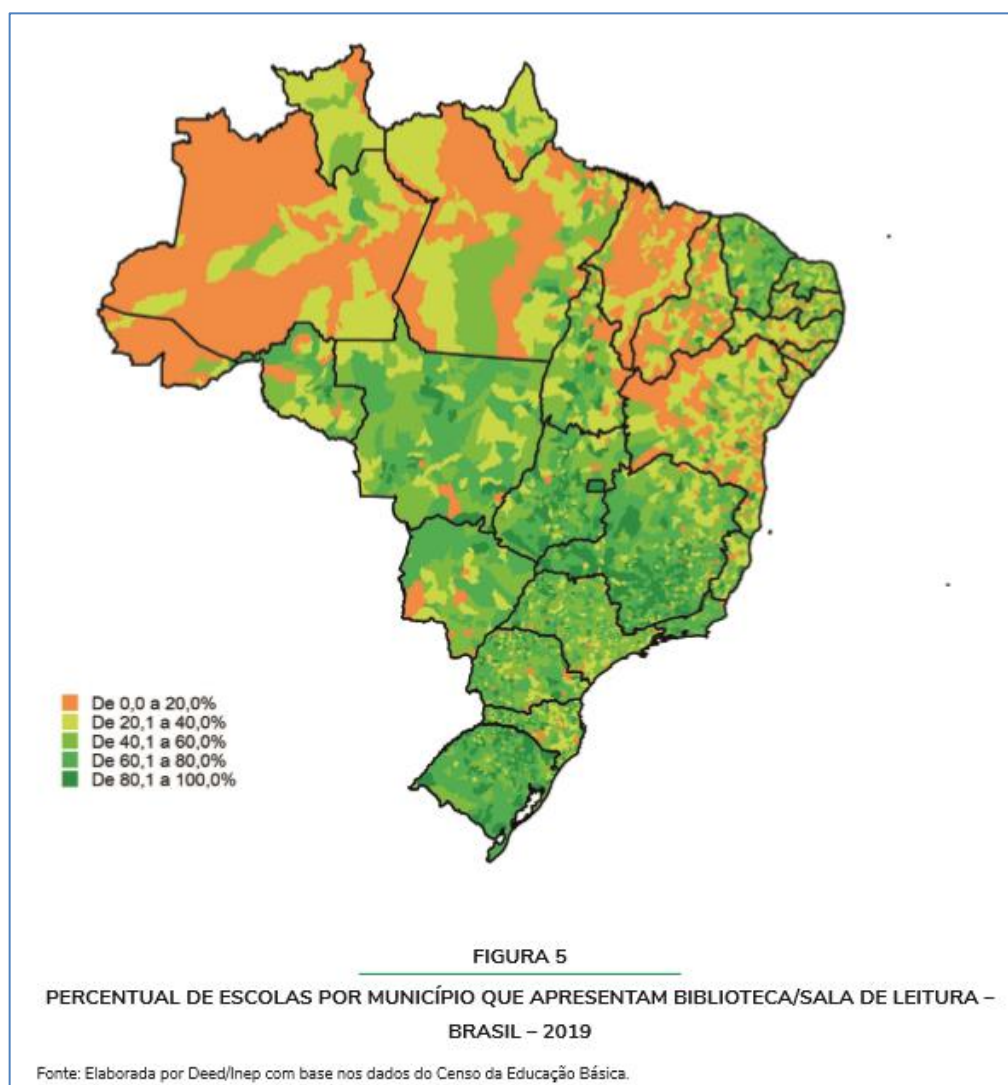 De 0,0 a 20,0%
De 20,1 a 40,0%
De 40,1 a 60,0%
De 60,1 a 80,0%
De 80,1 a 100,0%
FIGURA 5
PERCENTUAL DE ESCOLAS POR MUNICÍPIO QUE APRESENTAM BIBLIOTECA/SALA DE LEITURA –
BRASIL – 2019
Fonte: Elaborada por Deed/Inep com base nos dados do Censo da Educação Básica.